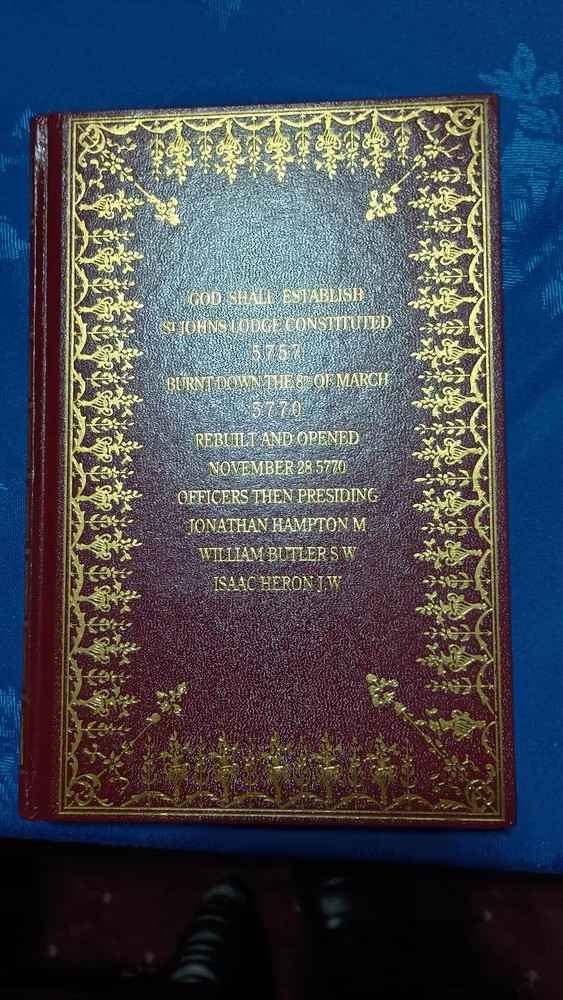 GOD SHALL ESTABLISH
ST JOHNS LODGE CONSTITUTED
5757
BURNT DOWN THE 8TH OF MARCH
5770
REBUILT AND OPENED
NOVEMBER 28 5770
OFFICERS THEN PRESIDING
JONATHAN HAMPTON M
WILLIAM BUTLER S W
ISAAC HERON J.W